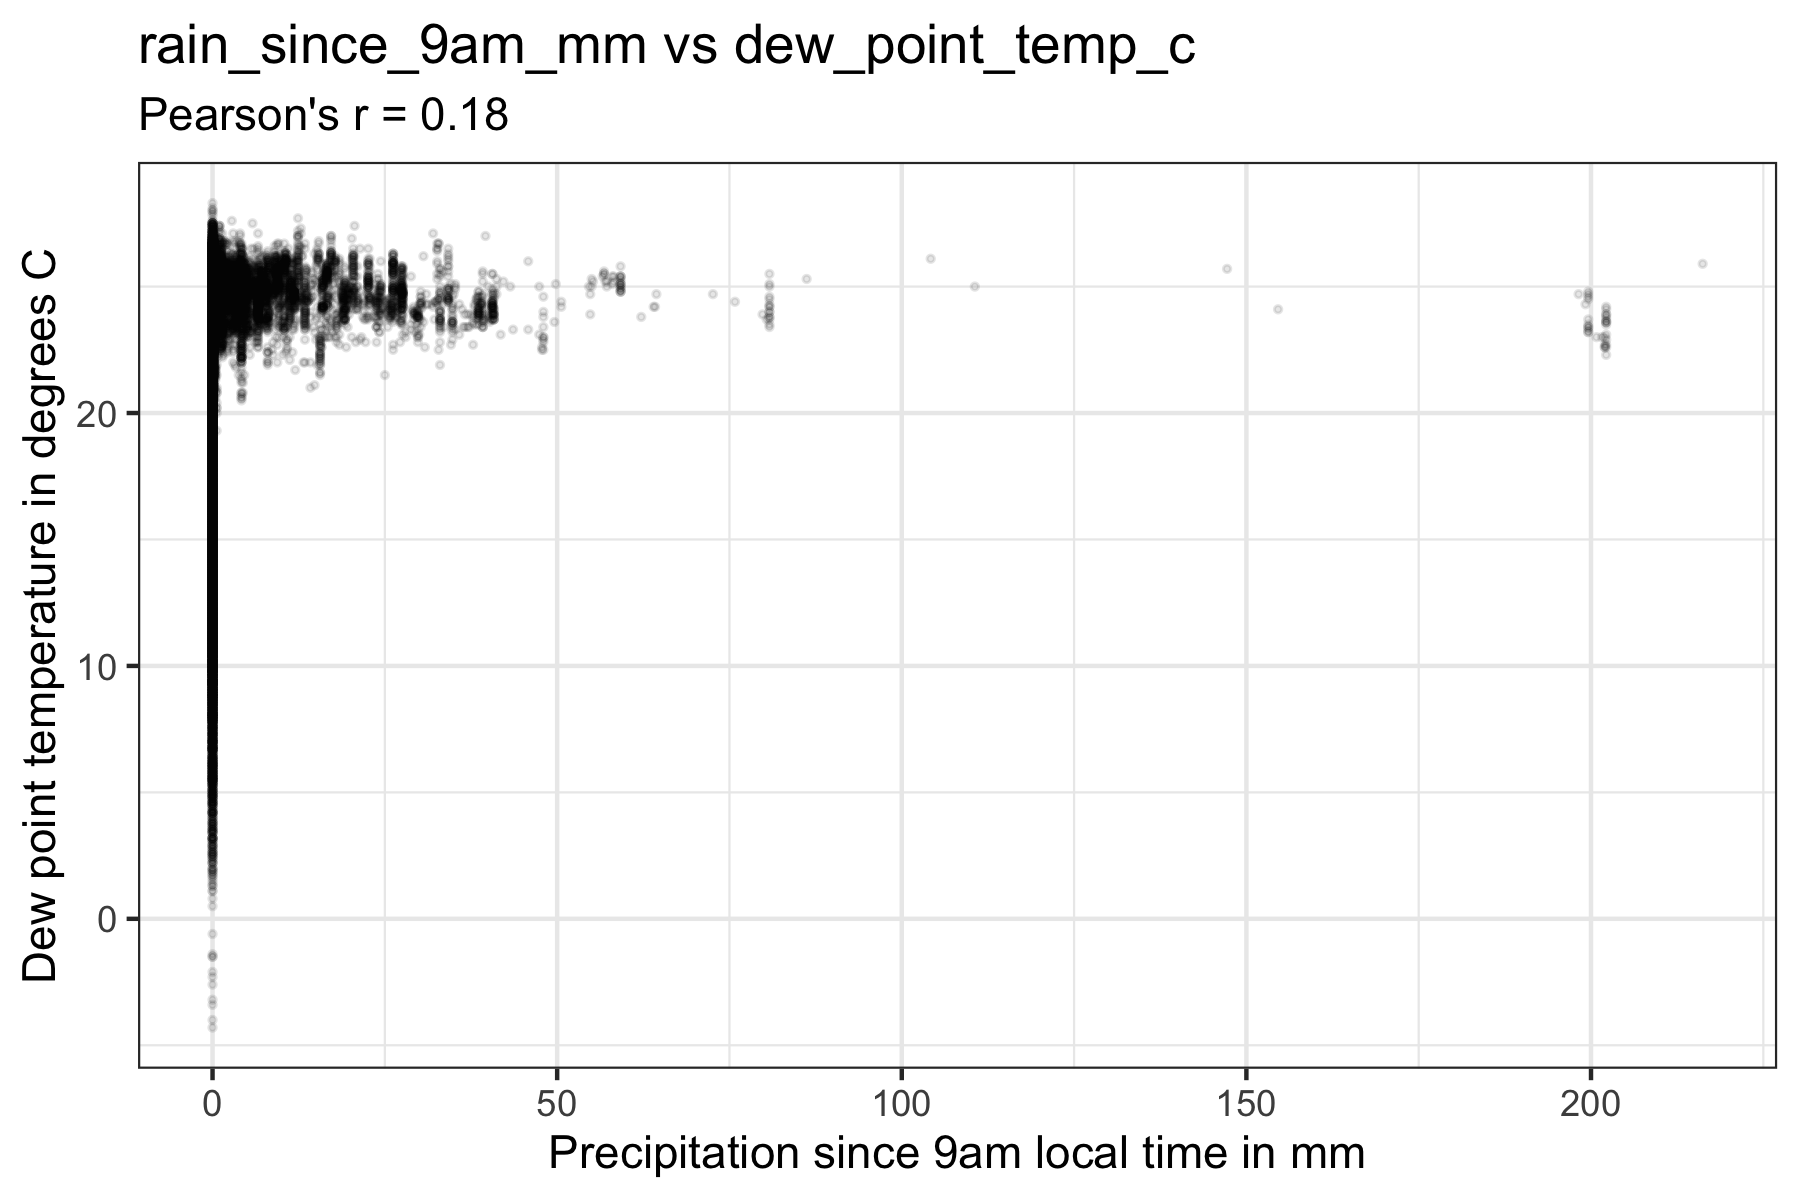 rain_since_9am_mm vs dew_point_temp_c
Pearson's r = 0.18
Dew point temperature in degrees C
20
10
0
0
50
100
150
200
Precipitation since 9am local time in mm